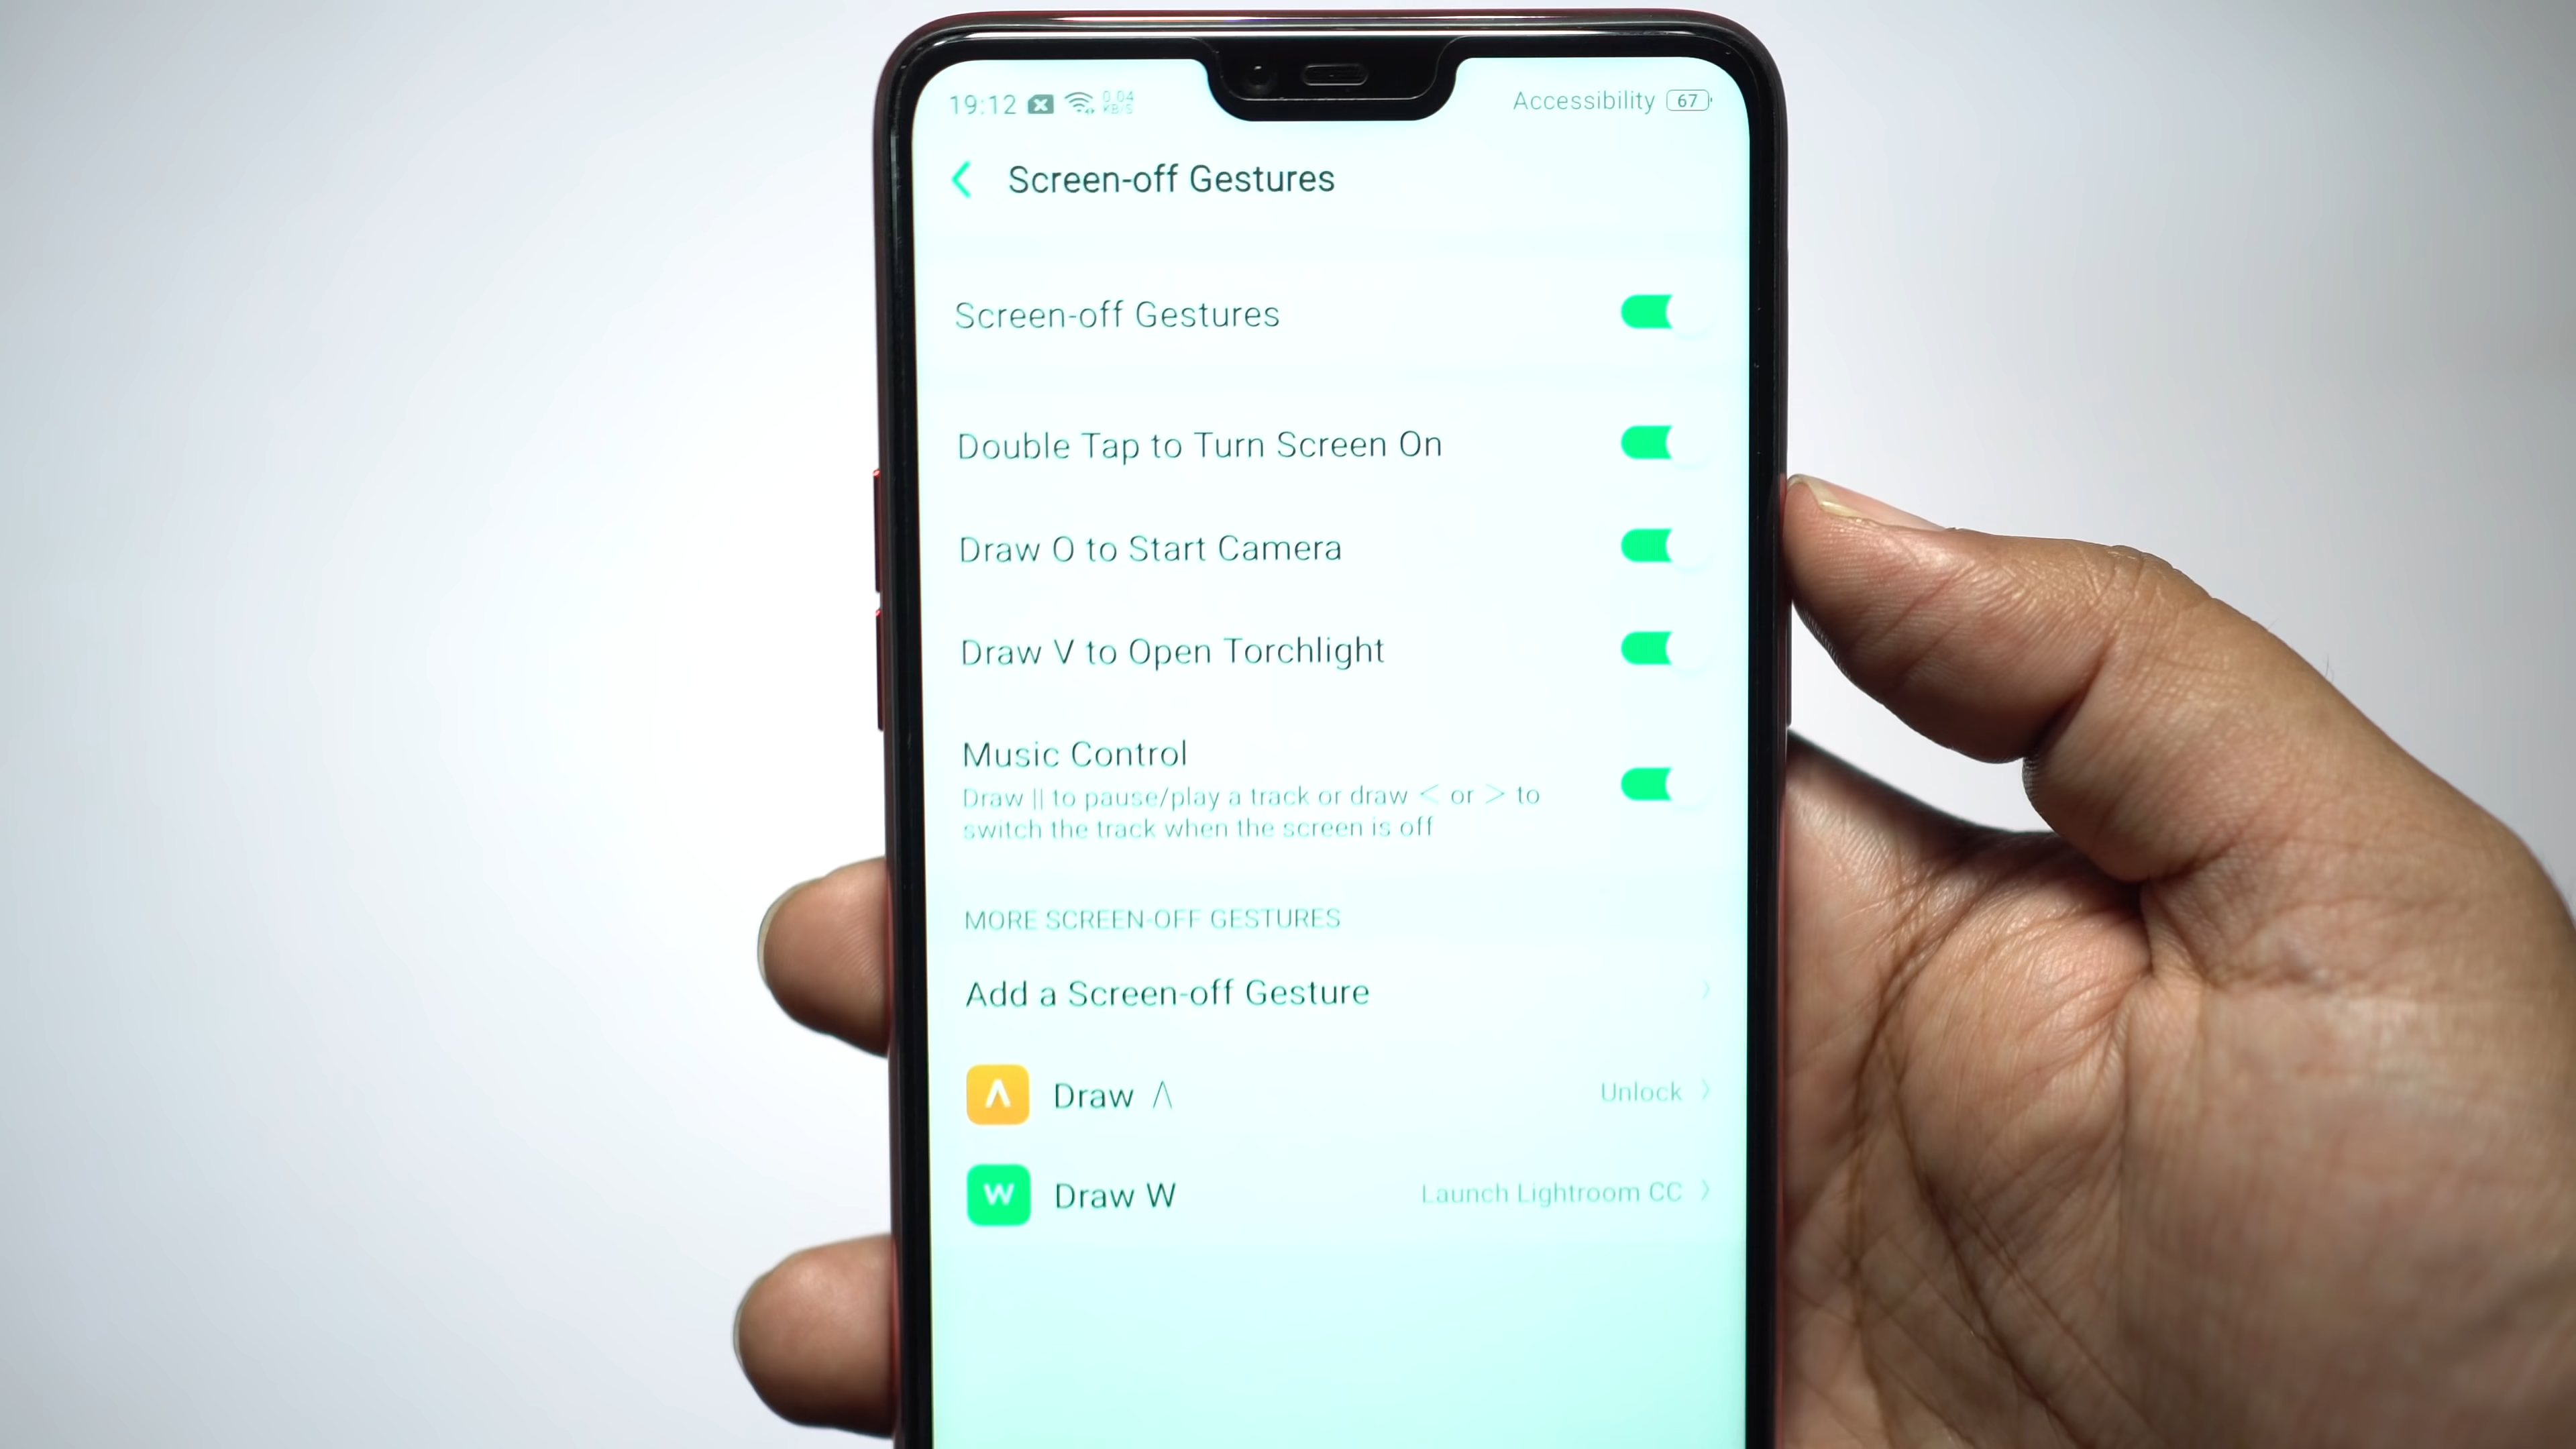 19:12 0.04 KB/S Accessibility 67
Screen-off Gestures
Screen-off Gestures
Double Tap to Turn Screen On
Draw O to Start Camera
Draw V to Open Torchlight
Music Control
Draw || to pause/play a track or draw < or > to
switch the track when the screen is off
MORE SCREEN-OFF GESTURES
Add a Screen-off Gesture
Λ Draw Λ Unlock
W Draw W Launch Lightroom CC